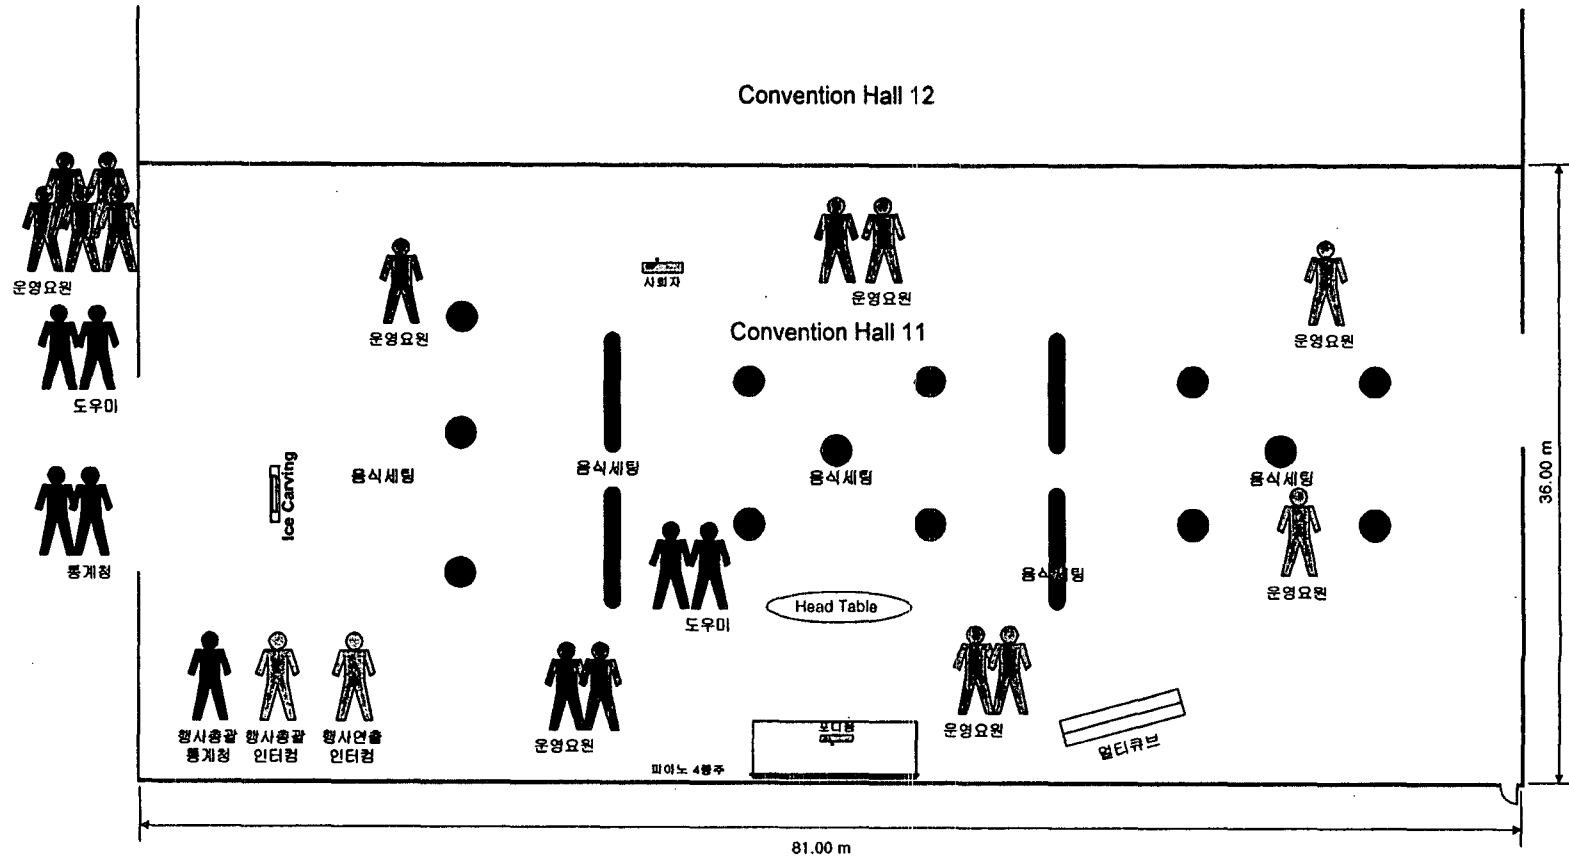 Convention Hall 12
운영요원
운영요원
사회자
운영요원
운영요원
Convention Hall 11
도우미
Ice Carving
음식세팅
음식세팅
음식세팅
음식세팅
36.00 m
통계청
음식세팅
운영요원
Head Table
도우미
행사총괄
통계청
행사총괄
인터컴
행사연출
인터컴
운영요원
포디움
운영요원
멀티큐브
피아노 4중주
81.00 m